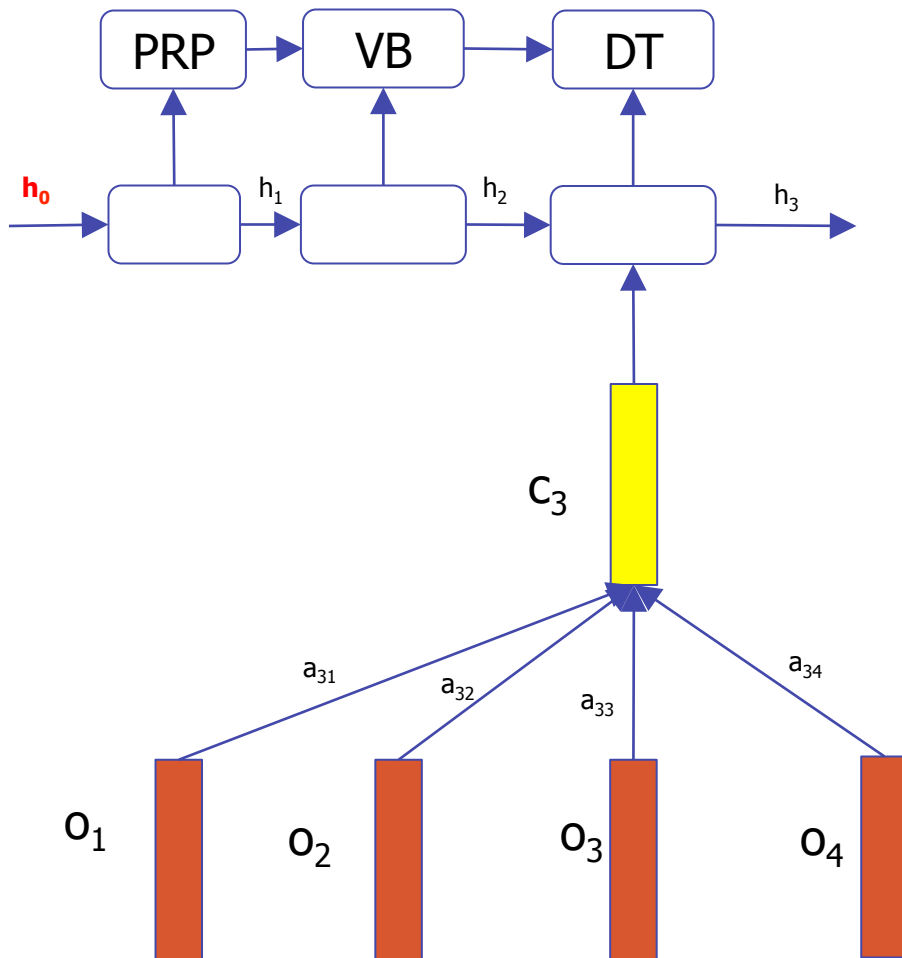 PRP VB DT
h₀ h₁ h₂ h₃
c₃
a₃₁ a₃₂ a₃₃ a₃₄
o₁ o₂ o₃ o₄